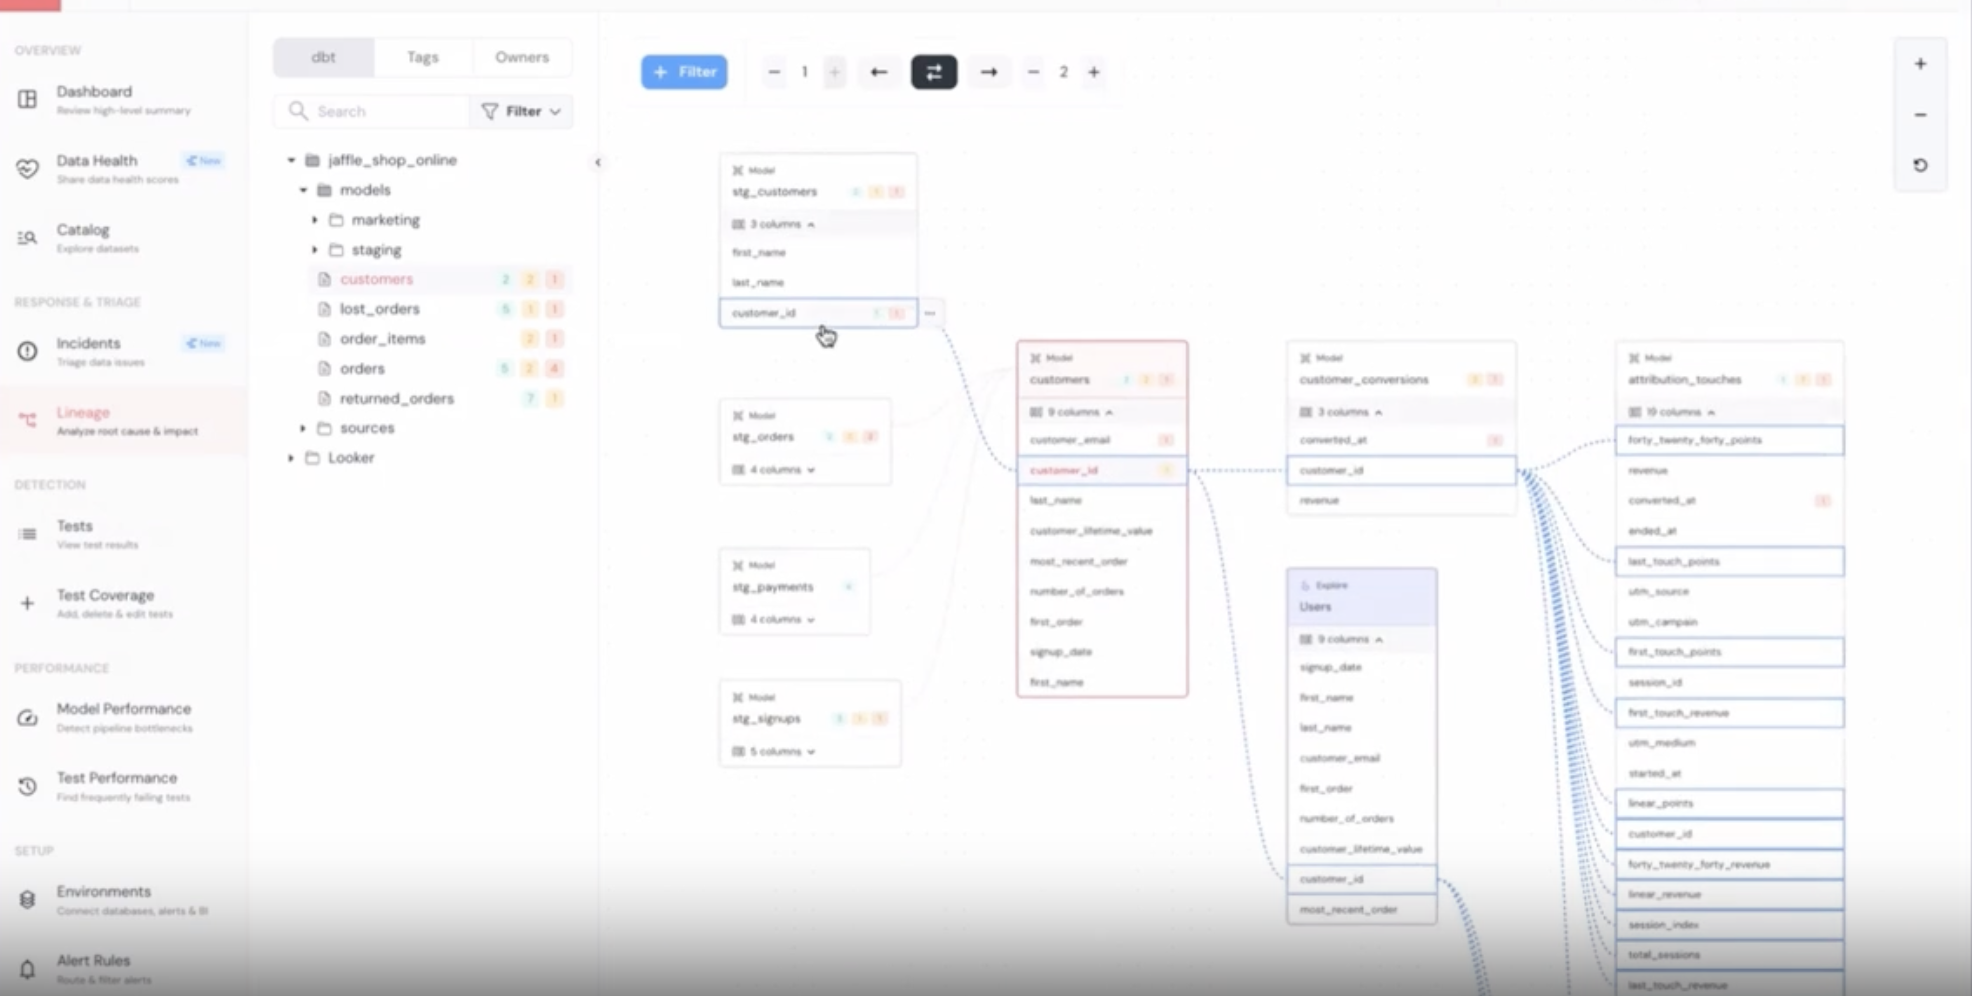 OVERVIEW
Dashboard
Review high-level summary
Data Health
New
Share data health scores
Catalog
Explore datasets
RESPONSE & TRIAGE
Incidents
New
Triage data issues
Lineage
Analyze root cause & impact
DETECTION
Tests
View test results
Test Coverage
Add, delete & edit tests
PERFORMANCE
Model Performance
Detect pipeline bottlenecks
Test Performance
Find frequently failing tests
SETUP
Environments
Connect databases, alerts & BI
Alert Rules
Route & filter alerts
dbt Tags Owners
Search Filter
jaffle_shop_online
models
marketing
staging
customers 2 2 1
lost_orders 5 1 1
order_items 2 1
orders 5 2 4
returned_orders 7 1
sources
Looker
+ Filter
− 1 +
− 2 +
Model
stg_customers
3 columns
first_name
last_name
customer_id
Model
stg_orders
4 columns
Model
stg_payments
4 columns
Model
stg_signups
5 columns
Model
customers 2 2 1
9 columns
customer_email
customer_id
last_name
customer_lifetime_value
most_recent_order
number_of_orders
first_order
signup_date
first_name
Model
customer_conversions
3 columns
converted_at
customer_id
revenue
Explore
Users
9 columns
signup_date
first_name
last_name
customer_email
first_order
number_of_orders
customer_lifetime_value
customer_id
most_recent_order
Model
attribution_touches
19 columns
forty_twenty_forty_points
revenue
converted_at
ended_at
last_touch_points
utm_source
utm_campain
first_touch_points
session_id
first_touch_revenue
utm_medium
started_at
linear_points
customer_id
forty_twenty_forty_revenue
linear_revenue
session_index
total_sessions
last_touch_revenue